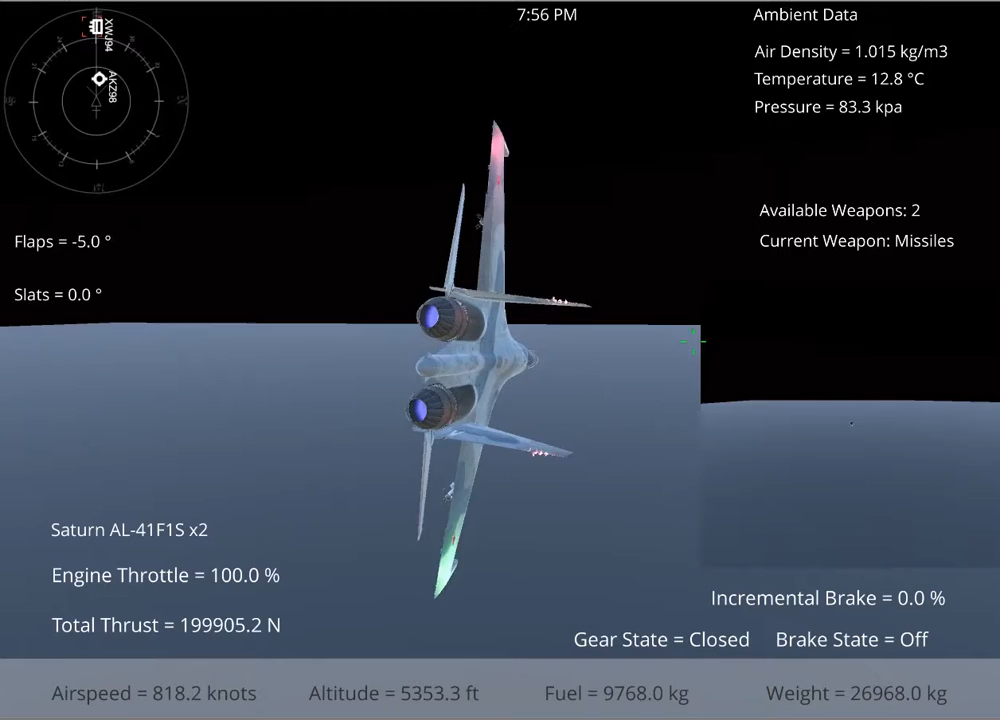 7:56 PM
Ambient Data
XWJ94
AKZ98
Air Density = 1.015 kg/m3
Temperature = 12.8 °C
Pressure = 83.3 kpa
Available Weapons: 2
Current Weapon: Missiles
Flaps = -5.0 °
Slats = 0.0 °
Saturn AL-41F1S x2
Engine Throttle = 100.0 %
Total Thrust = 199905.2 N
Incremental Brake = 0.0 %
Gear State = Closed
Brake State = Off
Airspeed = 818.2 knots
Altitude = 5353.3 ft
Fuel = 9768.0 kg
Weight = 26968.0 kg